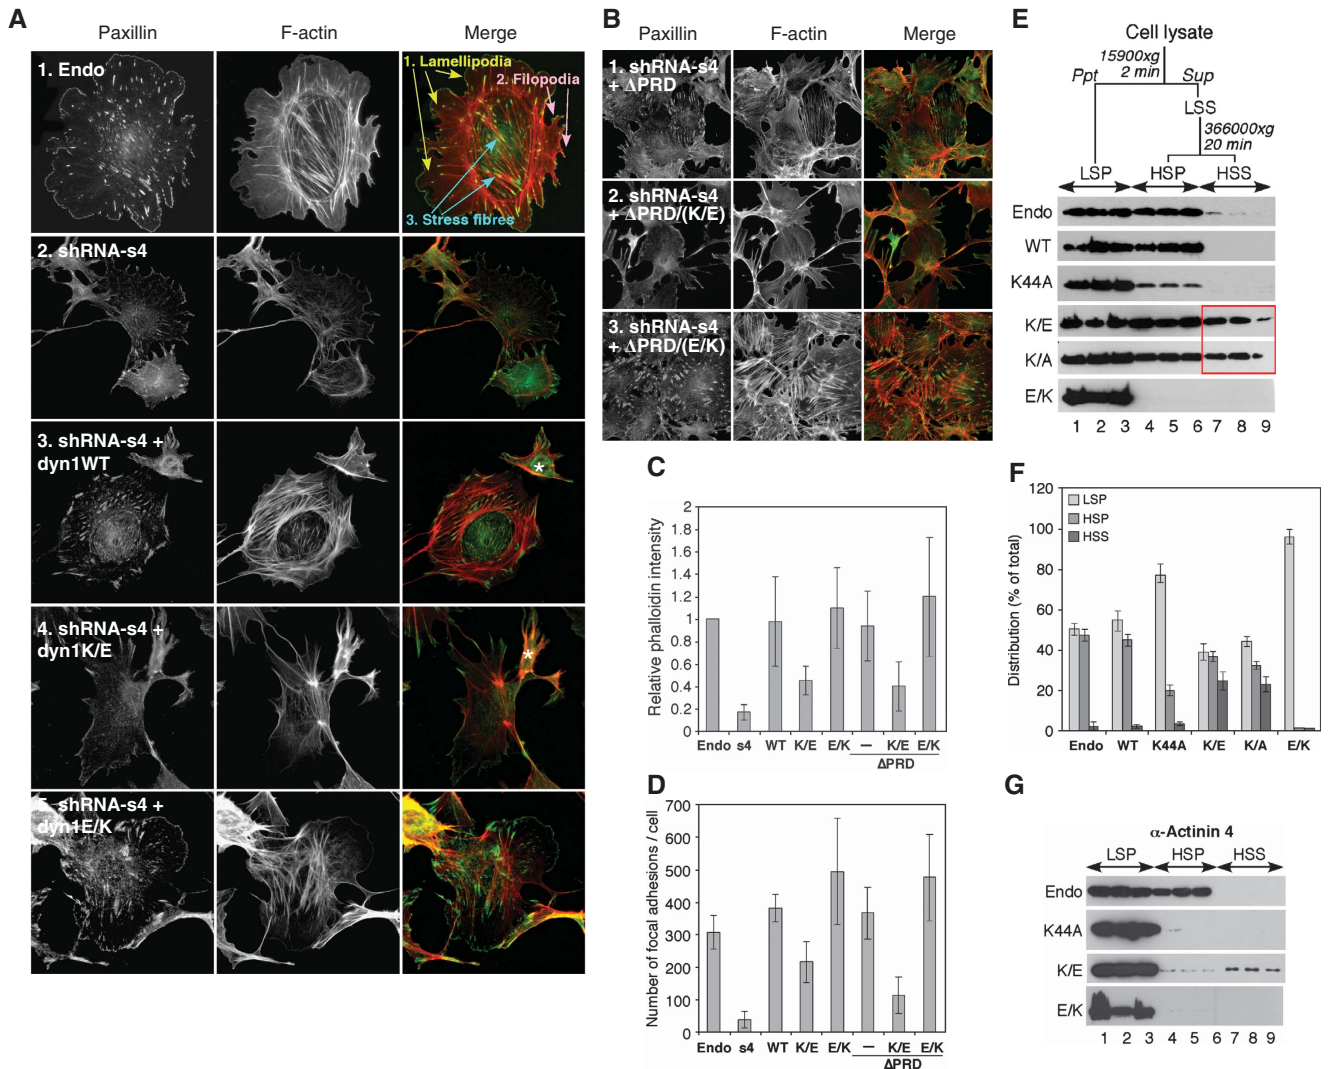 A
Paxillin F-actin Merge
1. Endo
1. Lamellipodia
2. Filopodia
3. Stress fibres
2. shRNA-s4
3. shRNA-s4 +
dyn1WT
*
4. shRNA-s4 +
dyn1K/E
*
5. shRNA-s4 +
dyn1E/K
B
Paxillin F-actin Merge
1. shRNA-s4
+ ΔPRD
2. shRNA-s4
+ ΔPRD/(K/E)
3. shRNA-s4
+ ΔPRD/(E/K)
C
Relative phalloidin intensity
2
1.8
1.6
1.4
1.2
1
0.8
0.6
0.4
0.2
0
Endo s4 WT K/E E/K – K/E E/K
ΔPRD
D
Number of focal adhesions / cell
700
600
500
400
300
200
100
0
Endo s4 WT K/E E/K – K/E E/K
ΔPRD
E
Cell lysate
15900xg
2 min
Ppt Sup
LSS
366000xg
20 min
LSP HSP HSS
Endo
WT
K44A
K/E
K/A
E/K
1 2 3 4 5 6 7 8 9
F
Distribution (% of total)
120
100
80
60
40
20
0
LSP
HSP
HSS
Endo WT K44A K/E K/A E/K
G
α-Actinin 4
LSP HSP HSS
Endo
K44A
K/E
E/K
1 2 3 4 5 6 7 8 9